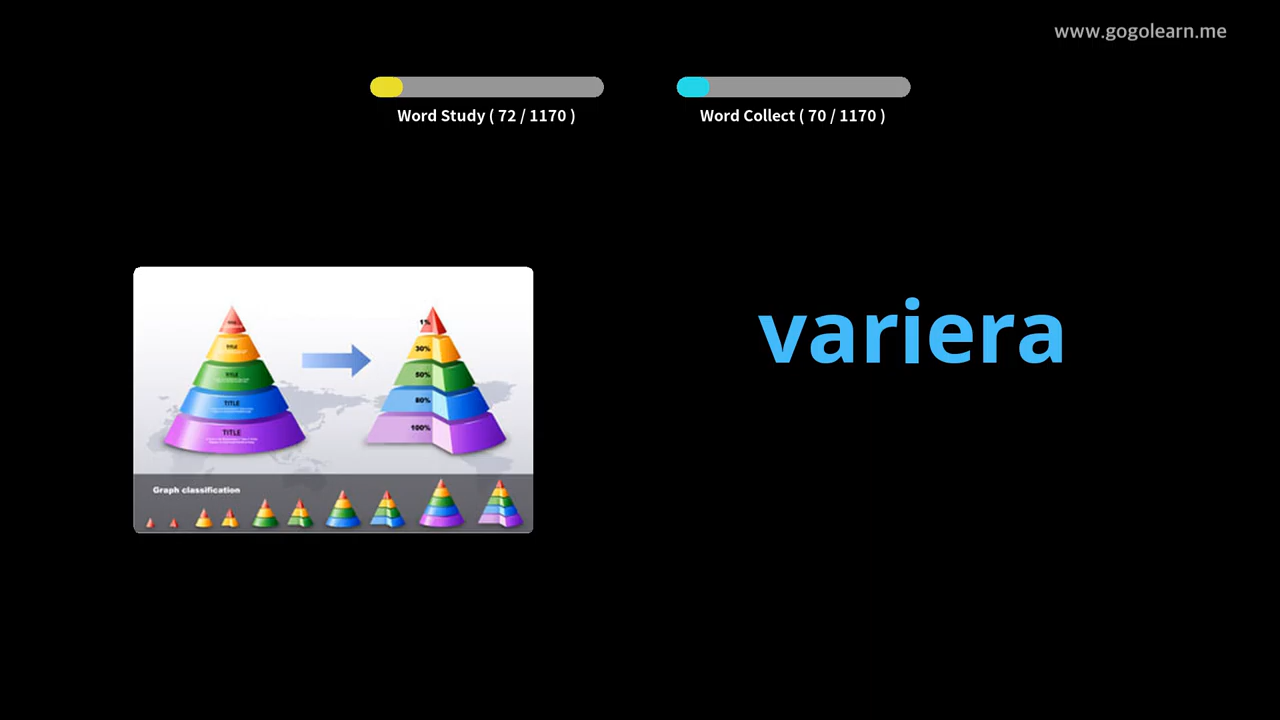 www.gogolearn.me
Word Study ( 72 / 1170 )
Word Collect ( 70 / 1170 )
variera
TITLE
TITLE
TITLE
TITLE
1%
30%
50%
80%
100%
Graph classification